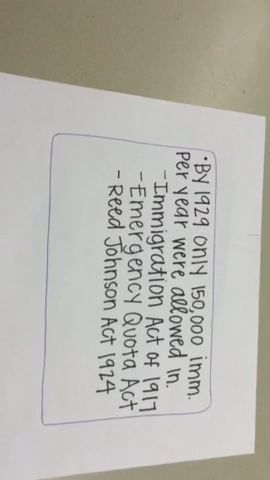 •By 1929 only 150,000 imm.
per year were allowed in.
-Immigration Act of 1917
-Emergency Quota Act
-Reed Johnson Act 1924